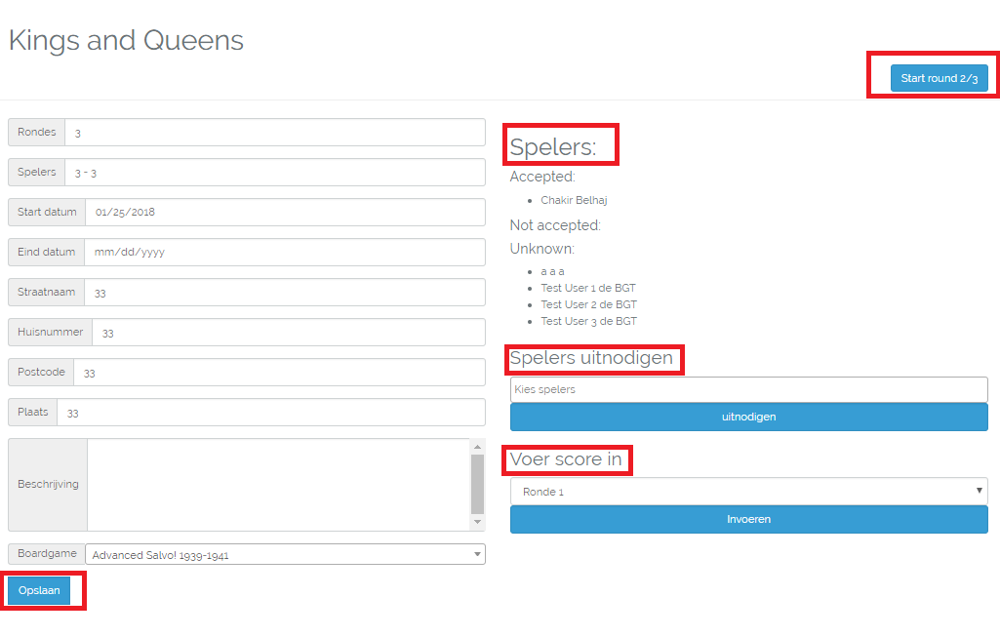 Kings and Queens
Start round 2/3
Rondes 3
Spelers 3 - 3
Start datum 01/25/2018
Eind datum mm/dd/yyyy
Straatnaam 33
Huisnummer 33
Postcode 33
Plaats 33
Beschrijving
Boardgame Advanced Salvo! 1939-1941
Opslaan
Spelers:
Accepted:
Chakir Belhaj
Not accepted:
Unknown:
a a a
Test User 1 de BGT
Test User 2 de BGT
Test User 3 de BGT
Spelers uitnodigen
Kies spelers
uitnodigen
Voer score in
Ronde 1
Invoeren